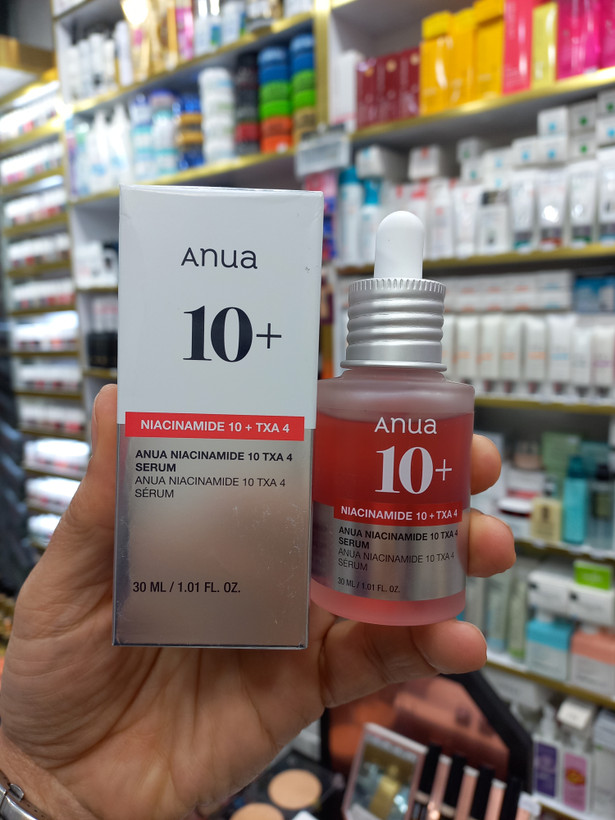 Anua
10+
NIACINAMIDE 10 + TXA 4
ANUA NIACINAMIDE 10 TXA 4
SERUM
ANUA NIACINAMIDE 10 TXA 4
SÉRUM
30 ML / 1.01 FL. OZ.
Anua
10+
NIACINAMIDE 10 + TXA 4
ANUA NIACINAMIDE 10 TXA 4
SERUM
ANUA NIACINAMIDE 10 TXA 4
SÉRUM
30 ML / 1.01 FL. OZ.